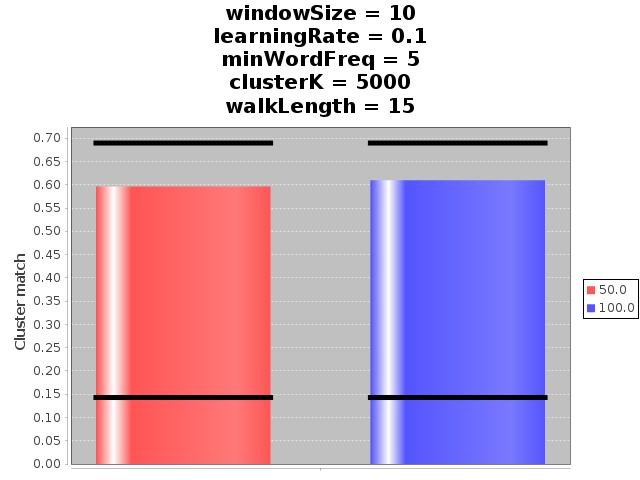 windowSize = 10
learningRate = 0.1
minWordFreq = 5
clusterK = 5000
walkLength = 15
0.70
0.65
0.60
0.55
0.50
0.45
0.40
0.35
0.30
0.25
0.20
0.15
0.10
0.05
0.00
Cluster match
50.0
100.0